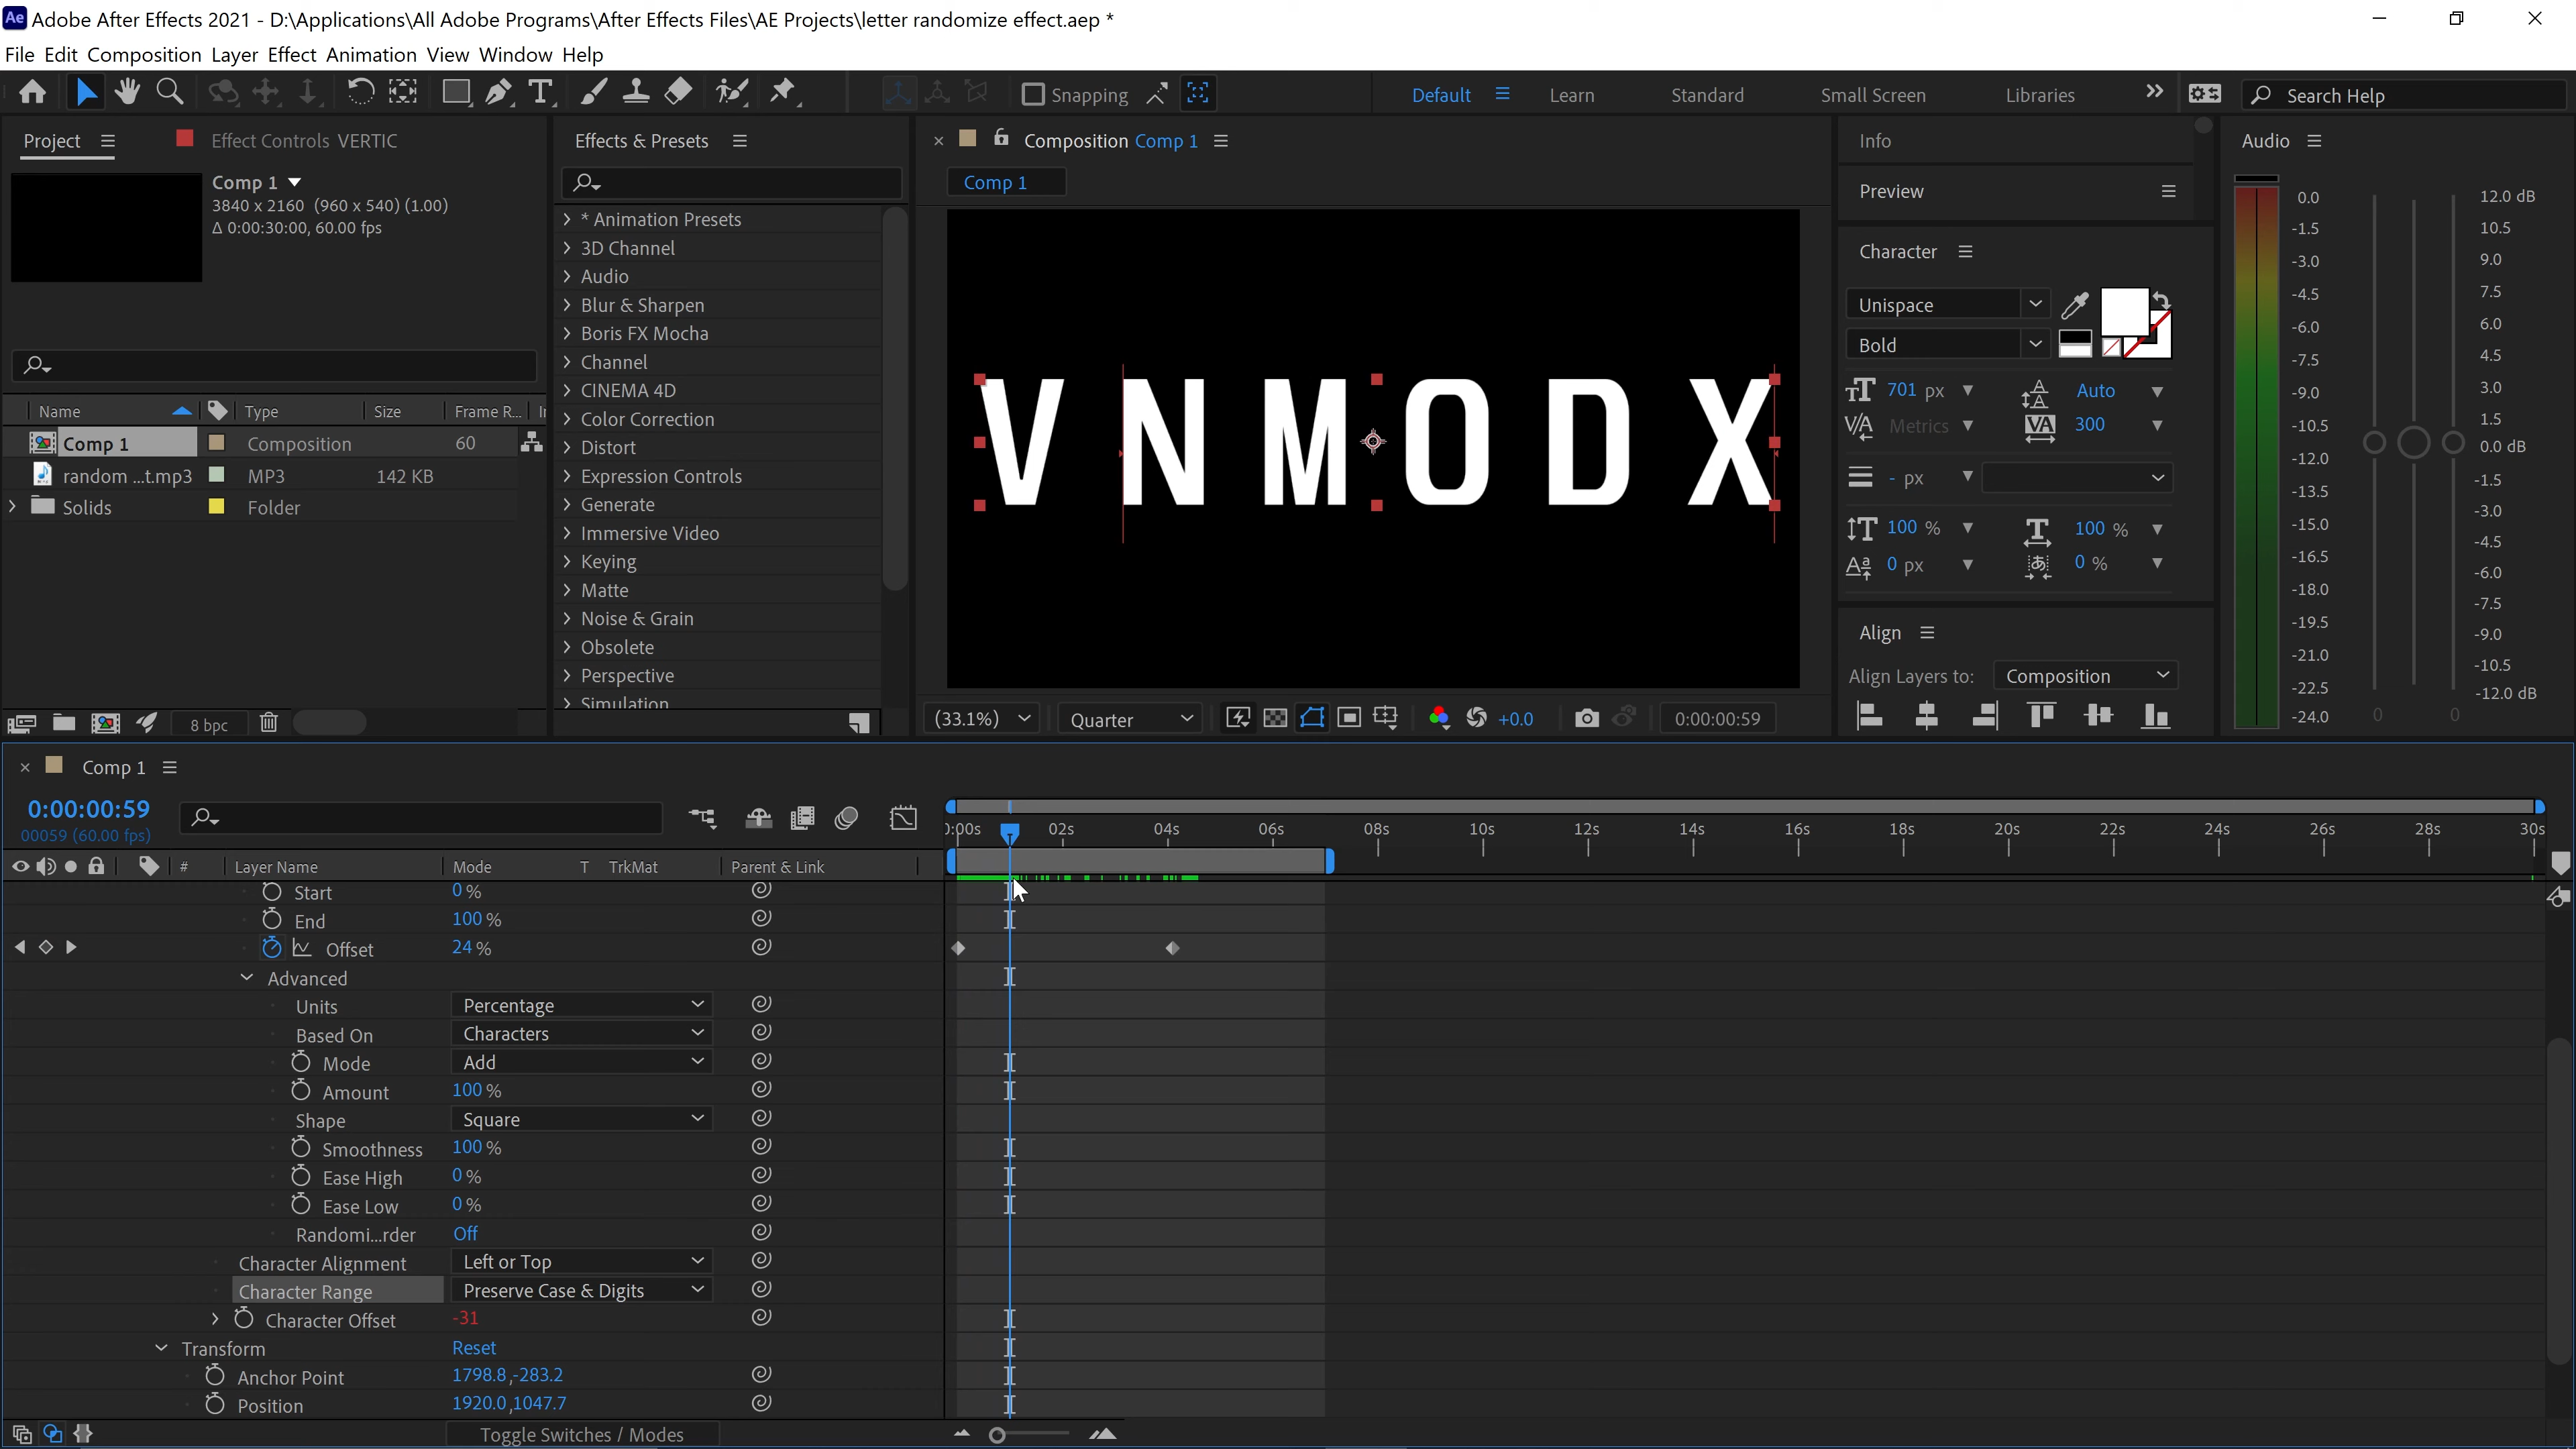 Ae Adobe After Effects 2021 - D:\Applications\All Adobe Programs\After Effects Files\AE Projects\letter randomize effect.aep *
File Edit Composition Layer Effect Animation View Window Help
Snapping
Default Learn Standard Small Screen Libraries Search Help
Project Effect Controls VERTIC
Comp 1
3840 x 2160 (960 x 540) (1.00)
Δ 0:00:30:00, 60.00 fps
Name Type Size Frame R...
Comp 1 Composition 60
random ...t.mp3 MP3 142 KB
Solids Folder
8 bpc
Effects & Presets
* Animation Presets
3D Channel
Audio
Blur & Sharpen
Boris FX Mocha
Channel
CINEMA 4D
Color Correction
Distort
Expression Controls
Generate
Immersive Video
Keying
Matte
Noise & Grain
Obsolete
Perspective
Simulation
Composition Comp 1
Comp 1
VNMODX
(33.1%) Quarter +0.0 0:00:00:59
Info
Preview
Character
Unispace
Bold
701 px Auto
Metrics 300
- px
100 % 100 %
0 px 0 %
Align
Align Layers to: Composition
Audio
0.0 12.0 dB
-1.5 10.5
-3.0 9.0
-4.5 7.5
-6.0 6.0
-7.5 4.5
-9.0 3.0
-10.5 1.5
-12.0 0.0 dB
-13.5 -1.5
-15.0 -3.0
-16.5 -4.5
-18.0 -6.0
-19.5 -7.5
-21.0 -9.0
-22.5 -10.5
-24.0 0 0 -12.0 dB
Comp 1
0:00:00:59
00059 (60.00 fps)
:00s 02s 04s 06s 08s 10s 12s 14s 16s 18s 20s 22s 24s 26s 28s 30s
# Layer Name Mode T TrkMat Parent & Link
Start 0 %
End 100 %
Offset 24 %
Advanced
Units Percentage
Based On Characters
Mode Add
Amount 100 %
Shape Square
Smoothness 100 %
Ease High 0 %
Ease Low 0 %
Randomi...rder Off
Character Alignment Left or Top
Character Range Preserve Case & Digits
Character Offset -31
Transform Reset
Anchor Point 1798.8,-283.2
Position 1920.0,1047.7
Toggle Switches / Modes